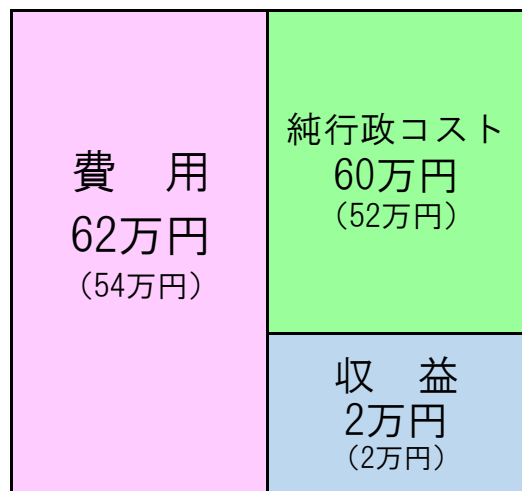 費　用
62万円
（54万円）
純行政コスト
60万円
（52万円）
収　益
2万円
（2万円）